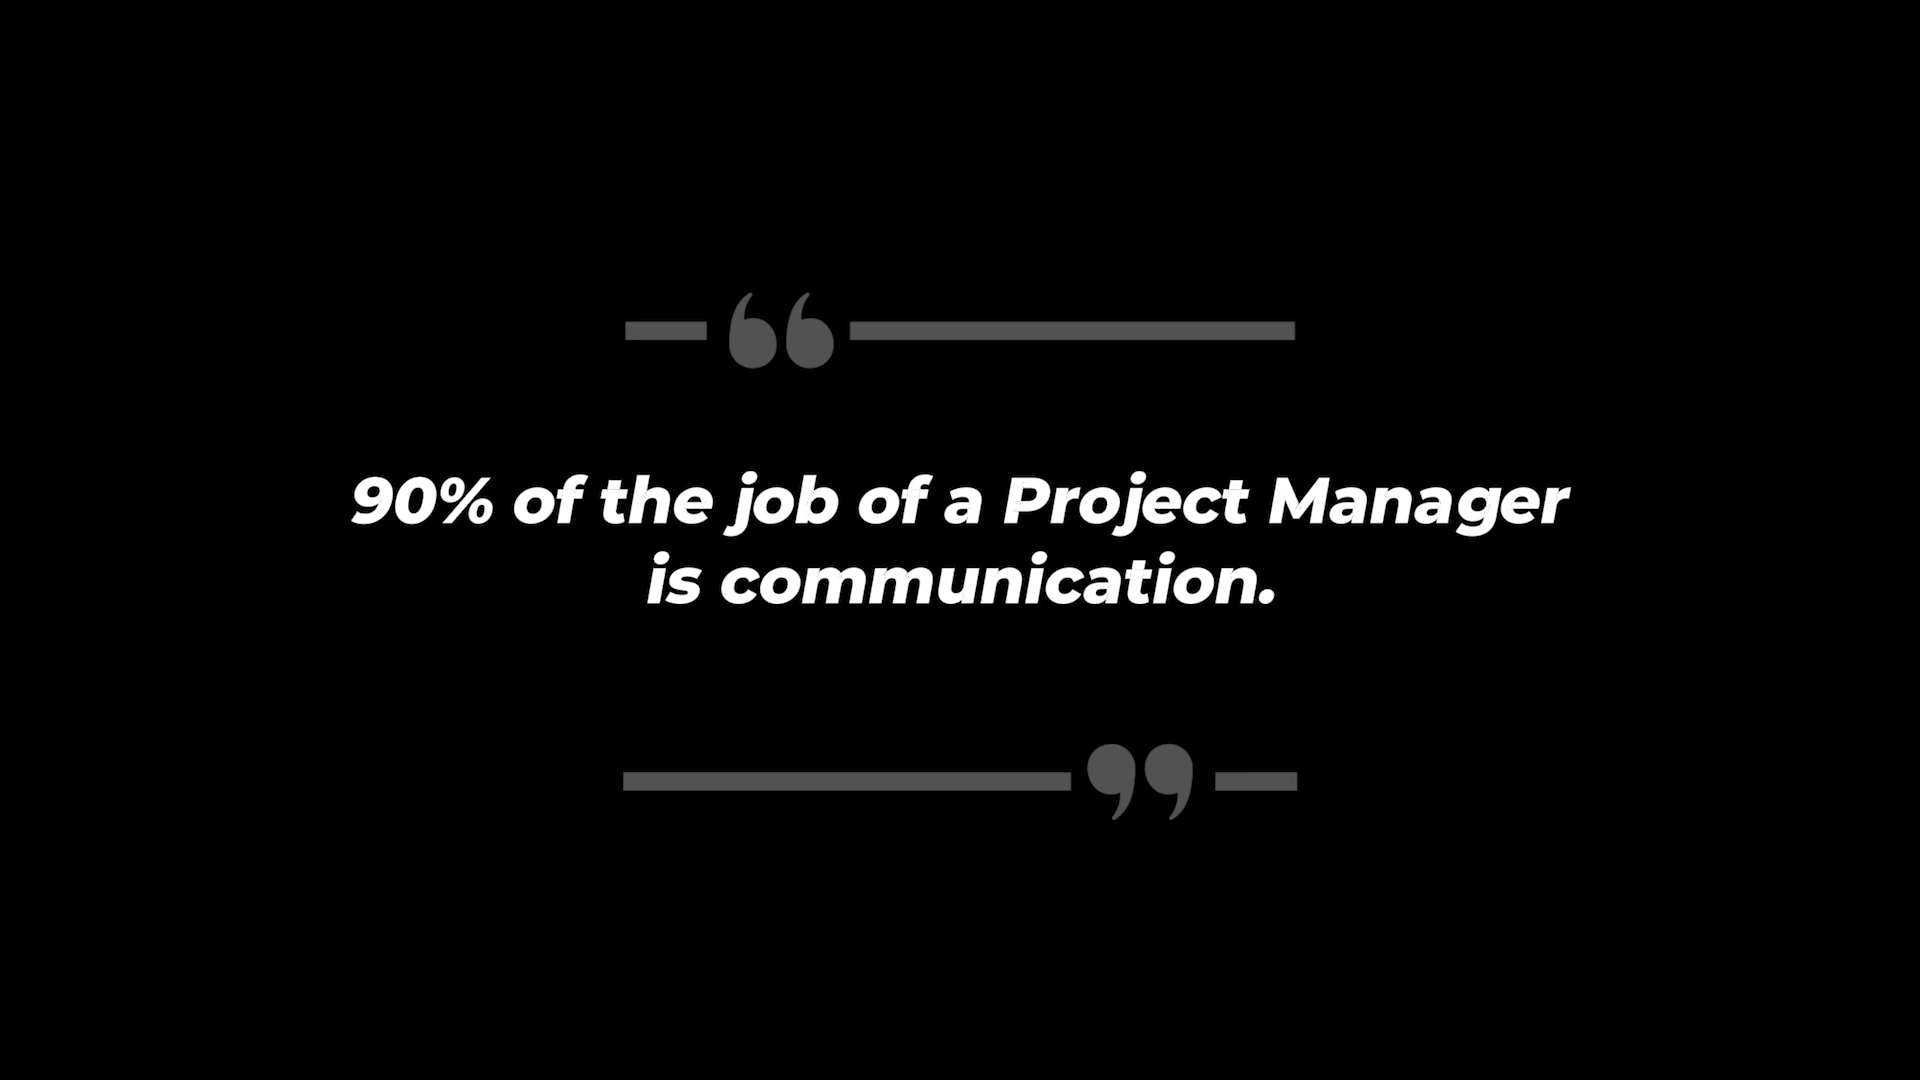 90% of the job of a Project Manager
is communication.